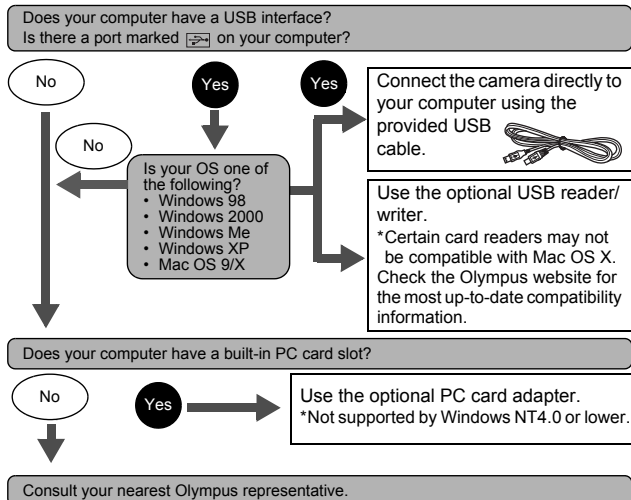 Does your computer have a USB interface?
Is there a port marked on your computer?
No
Yes
Yes
Connect the camera directly to
your computer using the
provided USB
cable.
No
Is your OS one of
the following?
• Windows 98
• Windows 2000
• Windows Me
• Windows XP
• Mac OS 9/X
Use the optional USB reader/
writer.
*Certain card readers may not
be compatible with Mac OS X.
Check the Olympus website for
the most up-to-date compatibility
information.
Does your computer have a built-in PC card slot?
No
Yes
Use the optional PC card adapter.
*Not supported by Windows NT4.0 or lower.
Consult your nearest Olympus representative.